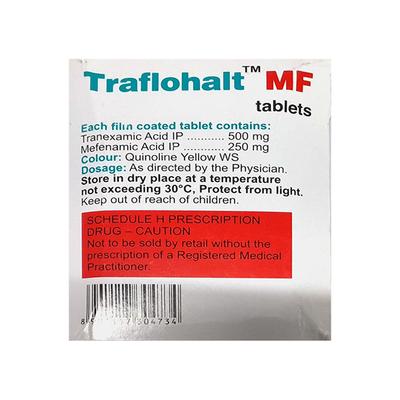 Traflohalt™ MF
tablets
Each film coated tablet contains:
Tranexamic Acid IP ........... 500 mg
Mefenamic Acid IP ............ 250 mg
Colour: Quinoline Yellow WS
Dosage: As directed by the Physician.
Store in dry place at a temperature
not exceeding 30°C, Protect from light.
Keep out of reach of children.
SCHEDULE H PRESCRIPTION
DRUG – CAUTION
Not to be sold by retail without the
prescription of a Registered Medical
Practitioner.